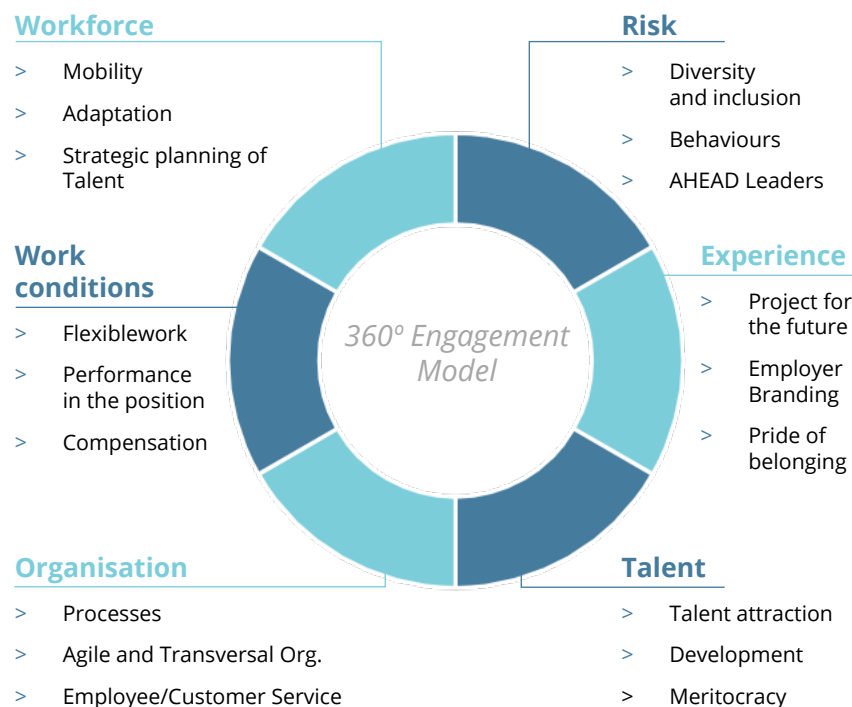 Workforce
> Mobility
> Adaptation
> Strategic planning of
Talent
Risk
> Diversity
and inclusion
> Behaviours
> AHEAD Leaders
Work
conditions
> Flexiblework
> Performance
in the position
> Compensation
360º Engagement
Model
Experience
> Project for
the future
> Employer
Branding
> Pride of
belonging
Organisation
> Processes
> Agile and Transversal Org.
> Employee/Customer Service
Talent
> Talent attraction
> Development
> Meritocracy